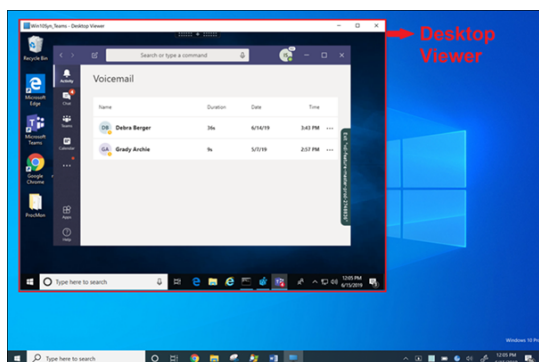 Win10Syn_Teams - Desktop Viewer
Desktop
Viewer
Recycle Bin
Search or type a command
Microsoft
Edge
Microsoft
Teams
Google
Chrome
ProcMon
Activity
Chat
Teams
Calendar
Apps
Help
Voicemail
Name Duration Date Time
DB Debra Berger 36s 6/14/19 3:43 PM
GA Grady Archie 9s 5/7/19 2:57 PM
Type here to search
12:05 PM
6/15/2019
Windows 10 Pro
Type here to search
12:05 PM